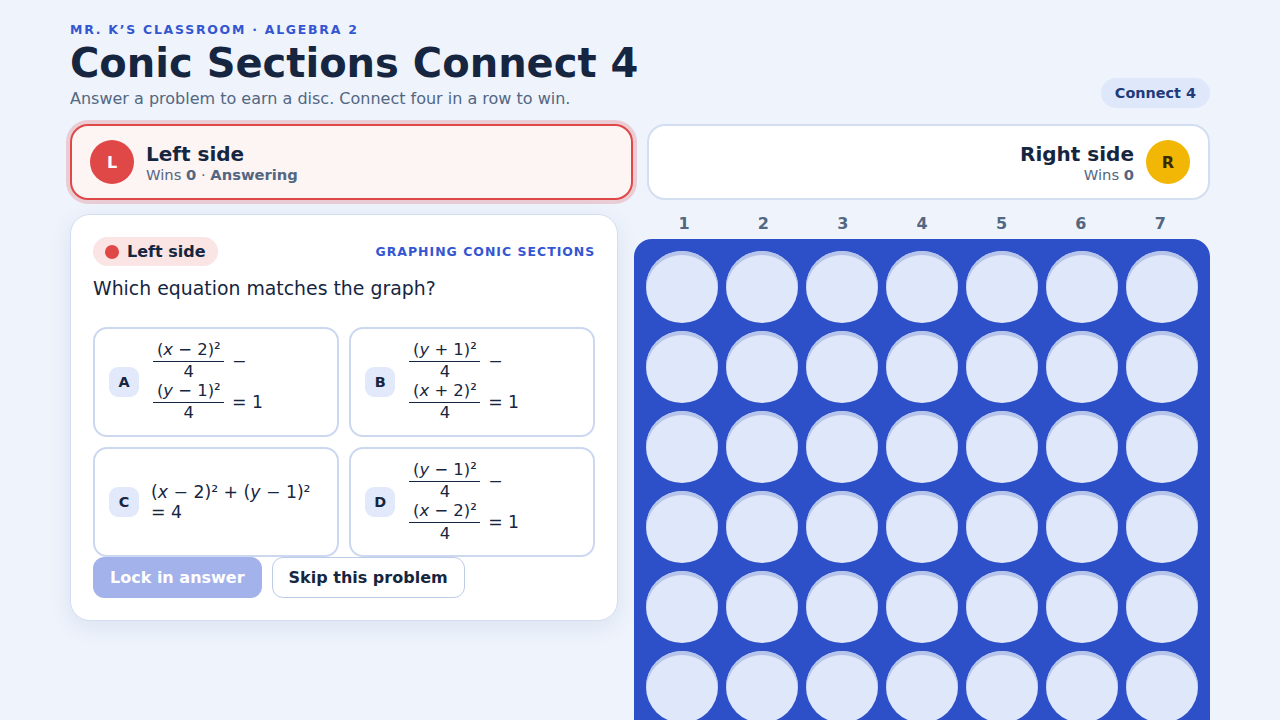 MR. K’S CLASSROOM · ALGEBRA 2
Conic Sections Connect 4
Answer a problem to earn a disc. Connect four in a row to win.
Connect 4
L
Left side
Wins 0 · Answering
Right side
Wins 0
R
Left side
GRAPHING CONIC SECTIONS
Which equation matches the graph?
A
(x − 2)²
4
−
(y − 1)²
4
= 1
B
(y + 1)²
4
−
(x + 2)²
4
= 1
C
(x − 2)² + (y − 1)²
= 4
D
(y − 1)²
4
−
(x − 2)²
4
= 1
Lock in answer
Skip this problem
1 2 3 4 5 6 7